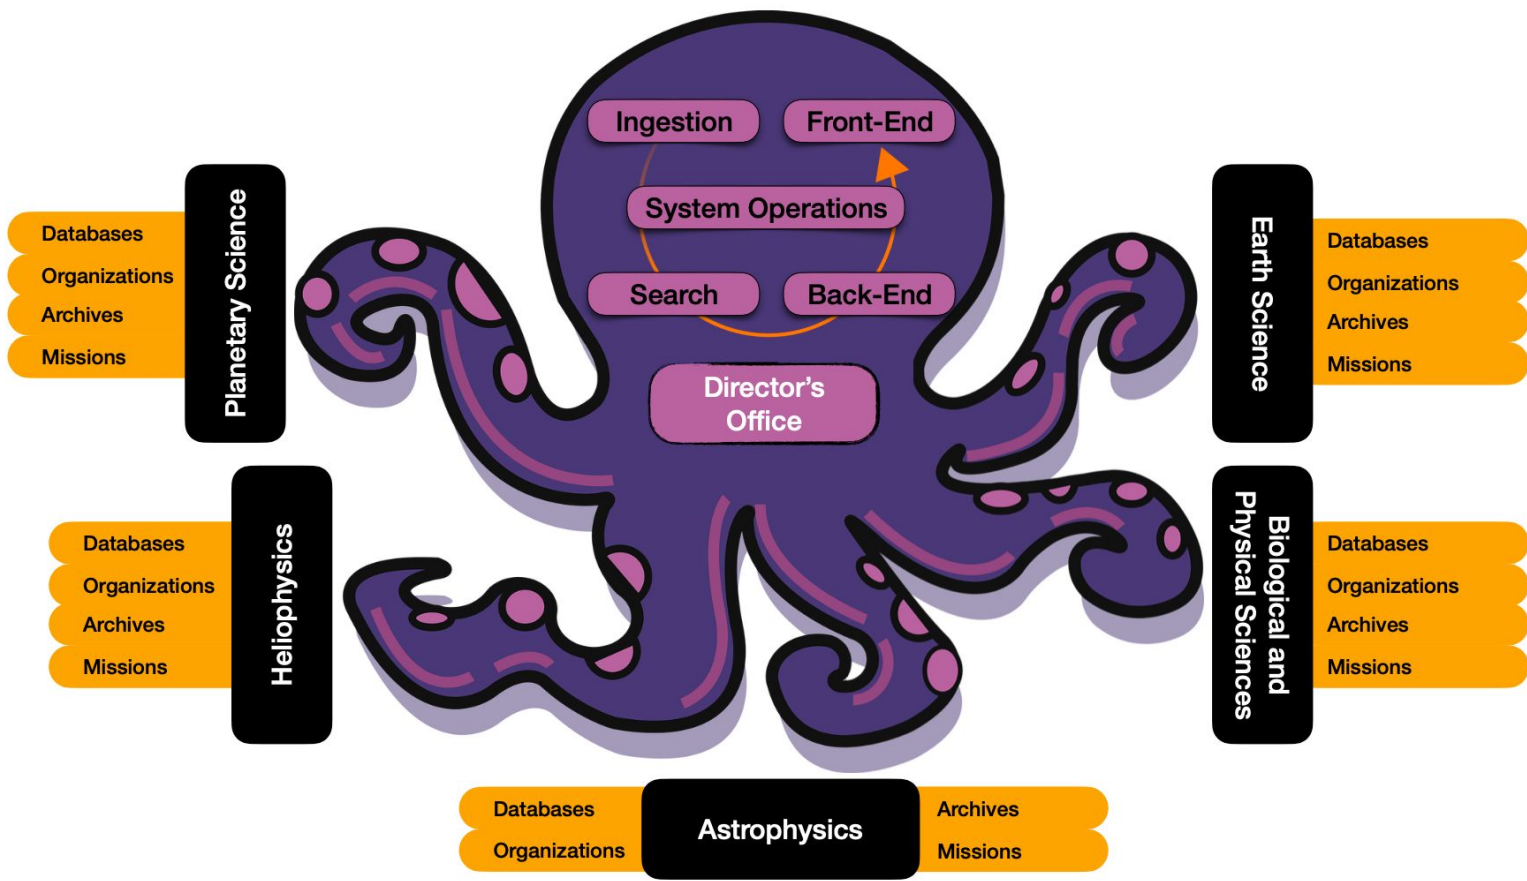 Ingestion
Front-End
System Operations
Search
Back-End
Director's
Office
Planetary Science
Databases
Organizations
Archives
Missions
Heliophysics
Databases
Organizations
Archives
Missions
Earth Science
Databases
Organizations
Archives
Missions
Biological and
Physical Sciences
Databases
Organizations
Archives
Missions
Astrophysics
Databases
Organizations
Archives
Missions